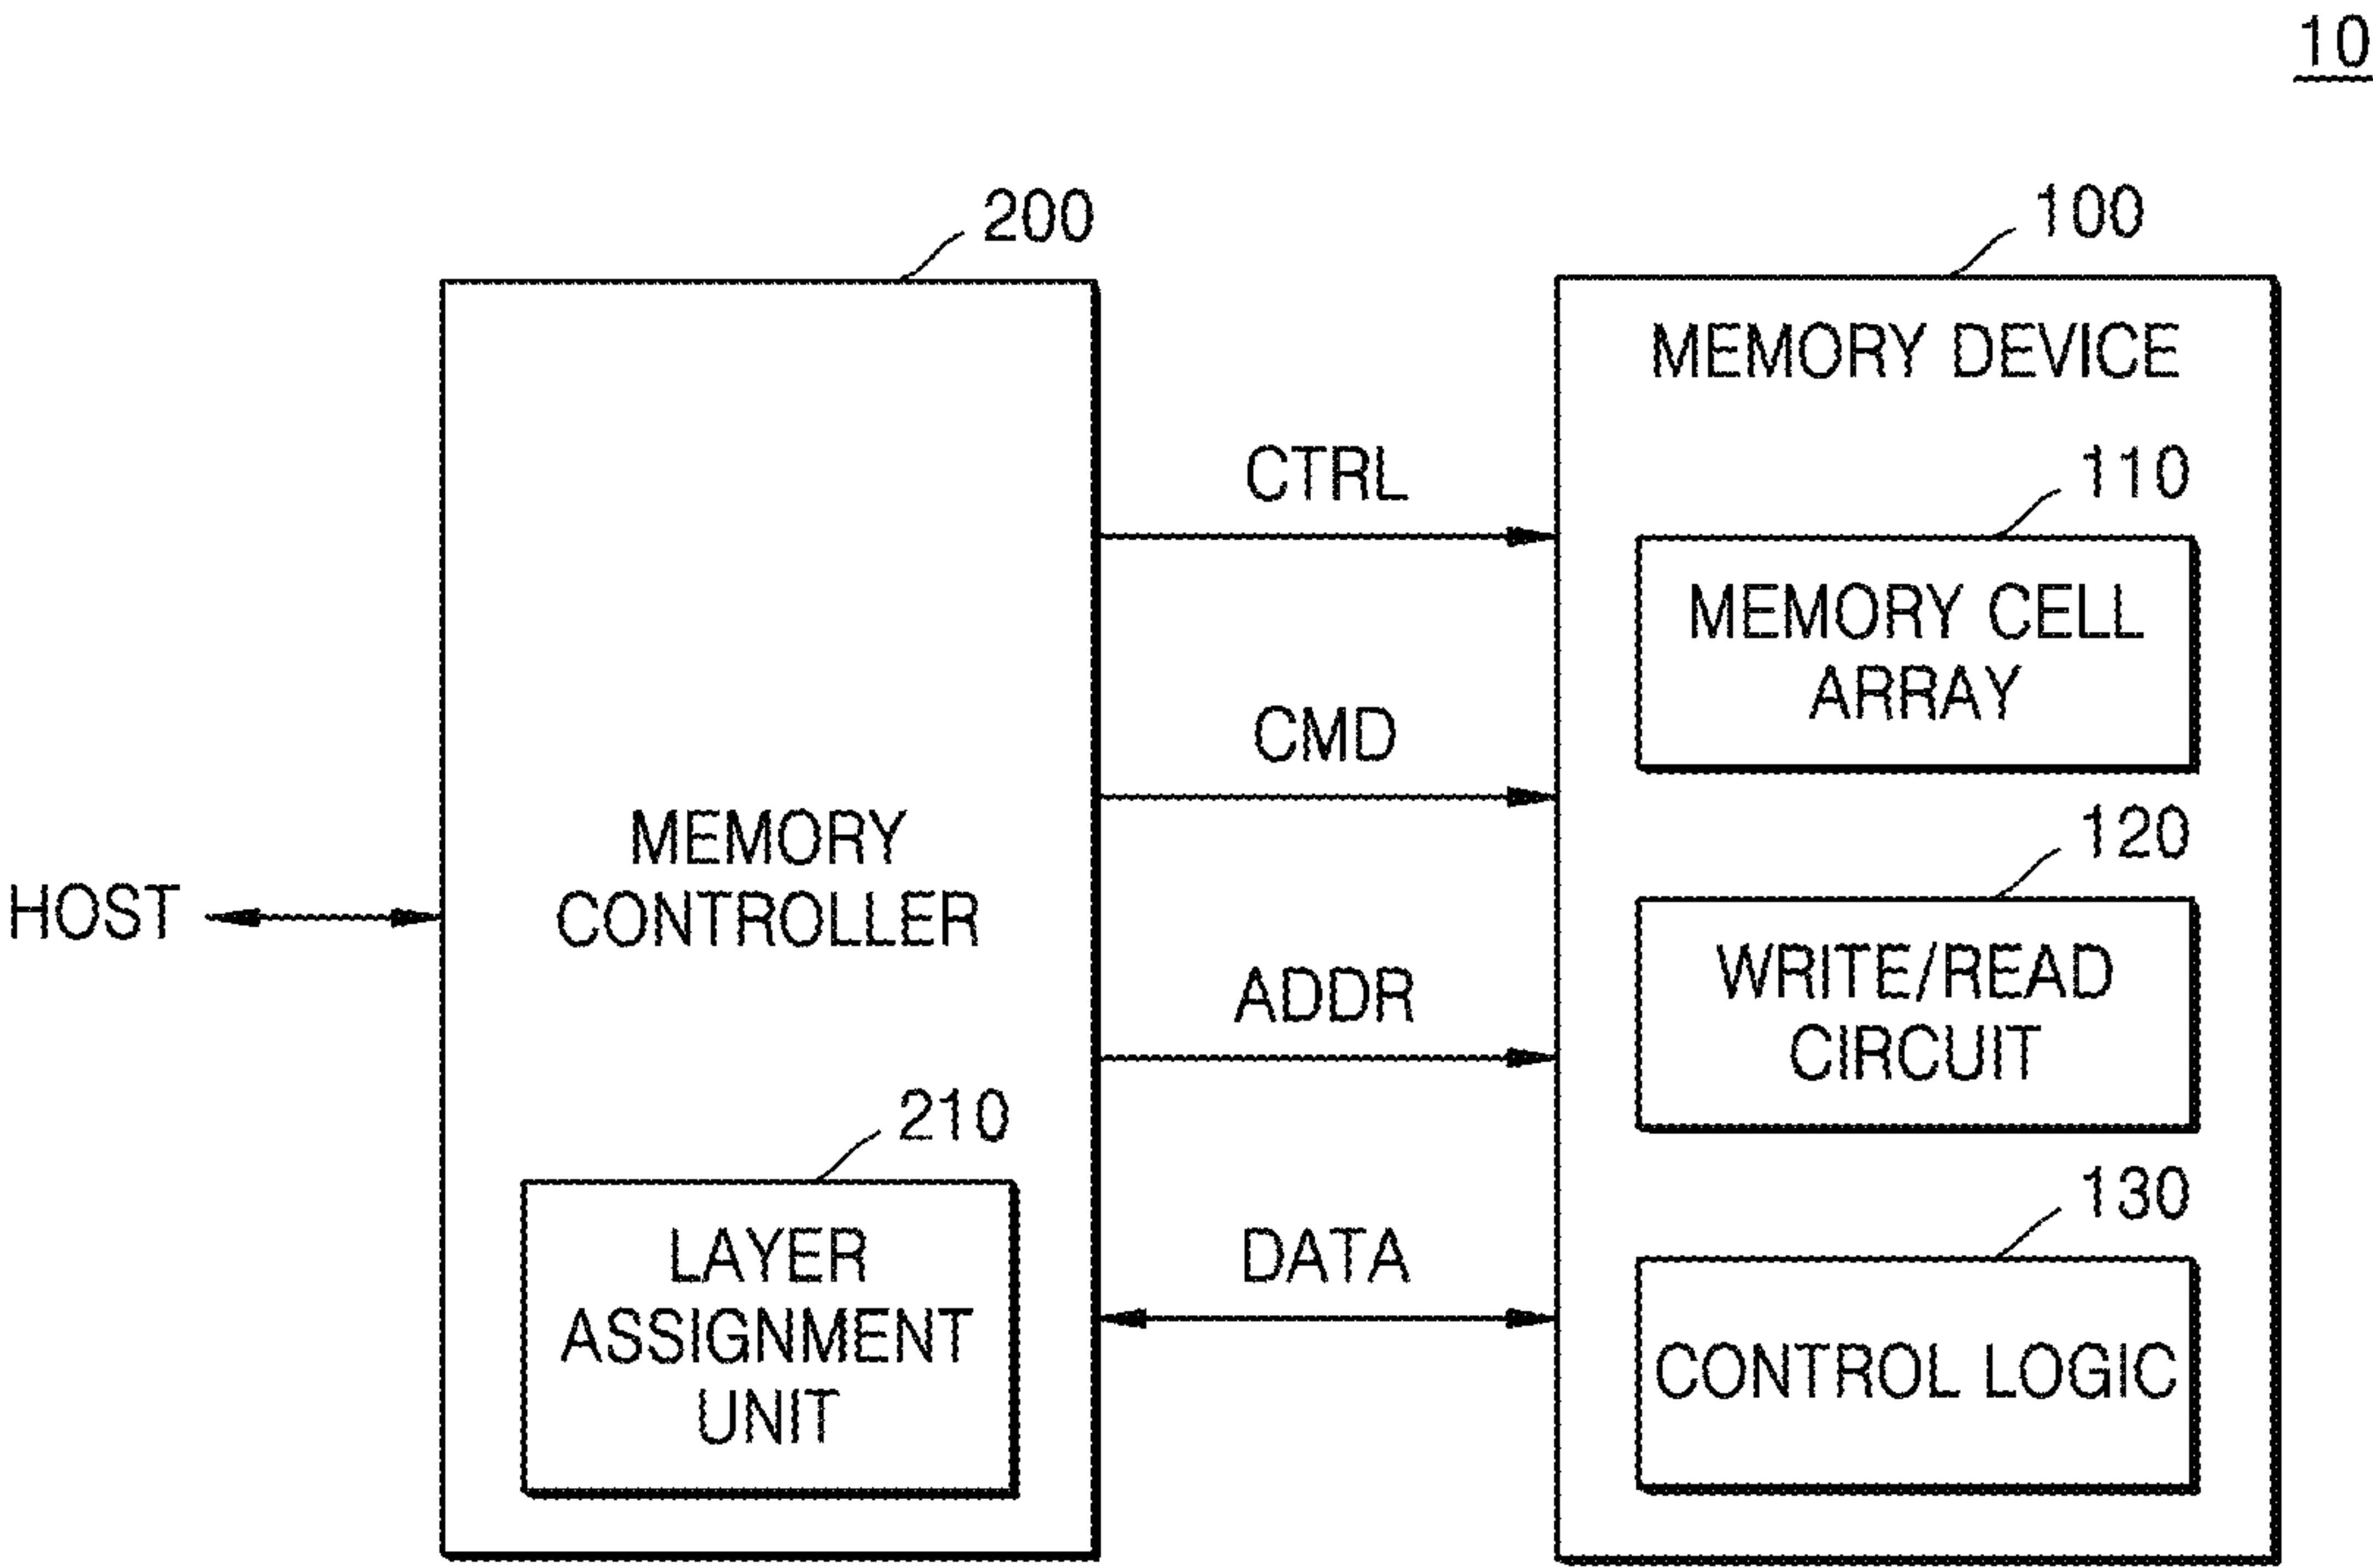 10
200
100
MEMORY DEVICE
CTRL
110
MEMORY CELL
ARRAY
CMD
120
MEMORY
CONTROLLER
HOST
WRITE/READ
CIRCUIT
ADDR
210
130
LAYER
ASSIGNMENT
UNIT
DATA
CONTROL LOGIC